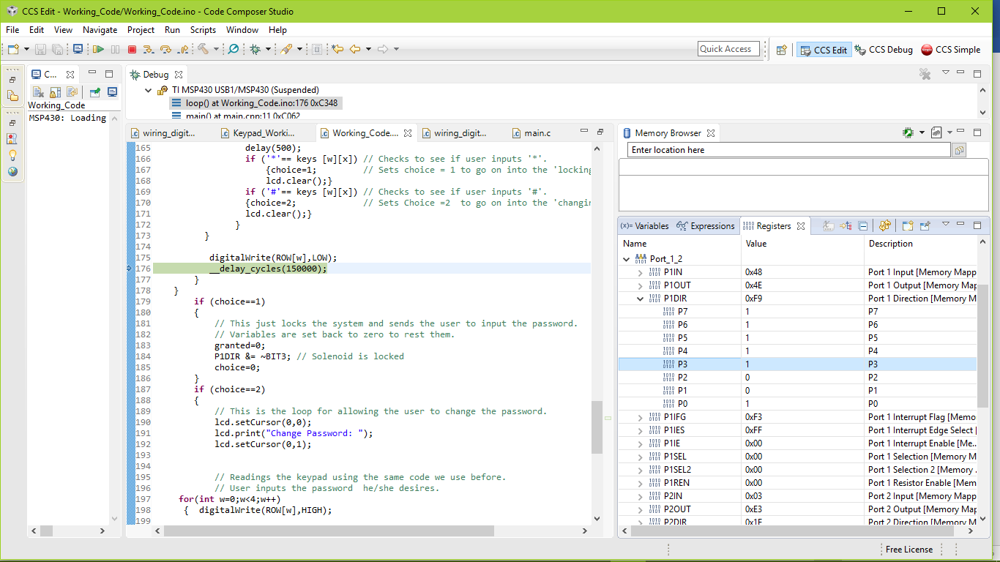 CCS Edit - Working_Code/Working_Code.ino - Code Composer Studio
File Edit View Navigate Project Run Scripts Window Help
Quick Access
CCS Edit CCS Debug CCS Simple
C...
Working_Code
MSP430: Loading
Debug
TI MSP430 USB1/MSP430 (Suspended)
loop() at Working_Code.ino:176 0xC348
main() at main.cpp:11 0xC062
wiring_digit... Keypad_Worki... Working_Code.... wiring_digit... main.c
165 delay(500);
166 if ('*'== keys [w][x]) // Checks to see if user inputs '*'.
167 {choice=1; // Sets choice = 1 to go on into the 'locking
168 lcd.clear();}
169 if ('#'== keys [w][x]) // Checks to see if user inputs '#'.
170 {choice=2; // Sets Choice =2 to go on into the 'changin
171 lcd.clear();}
172 }
173 }
174
175 digitalWrite(ROW[w],LOW);
176 __delay_cycles(150000);
177 }
178 }
179 if (choice==1)
180 {
181 // This just locks the system and sends the user to input the password.
182 // Variables are set back to zero to rest them.
183 granted=0;
184 P1DIR &= ~BIT3; // Solenoid is locked
185 choice=0;
186 }
187 if (choice==2)
188 {
189 // This is the loop for allowing the user to change the password.
190 lcd.setCursor(0,0);
191 lcd.print("Change Password: ");
192 lcd.setCursor(0,1);
193
194
195 // Readings the keypad using the same code we use before.
196 // User inputs the password he/she desires.
197 for(int w=0;w<4;w++)
198 { digitalWrite(ROW[w],HIGH);
199
Memory Browser
Enter location here
(x)= Variables Expressions Registers
Name Value Description
Port_1_2
P1IN 0x48 Port 1 Input [Memory Mapp
P1OUT 0x4E Port 1 Output [Memory Map
P1DIR 0xF9 Port 1 Direction [Memory M
P7 1 P7
P6 1 P6
P5 1 P5
P4 1 P4
P3 1 P3
P2 0 P2
P1 0 P1
P0 1 P0
P1IFG 0xF3 Port 1 Interrupt Flag [Memo
P1IES 0xFF Port 1 Interrupt Edge Select [
P1IE 0x00 Port 1 Interrupt Enable [Me..
P1SEL 0x00 Port 1 Selection [Memory M
P1SEL2 0x00 Port 1 Selection 2 [Memory .
P1REN 0x00 Port 1 Resistor Enable [Mem
P2IN 0x03 Port 2 Input [Memory Mapp
P2OUT 0xE3 Port 2 Output [Memory Map
P2DIR 0x1F Port 2 Direction [Memory M
Free License